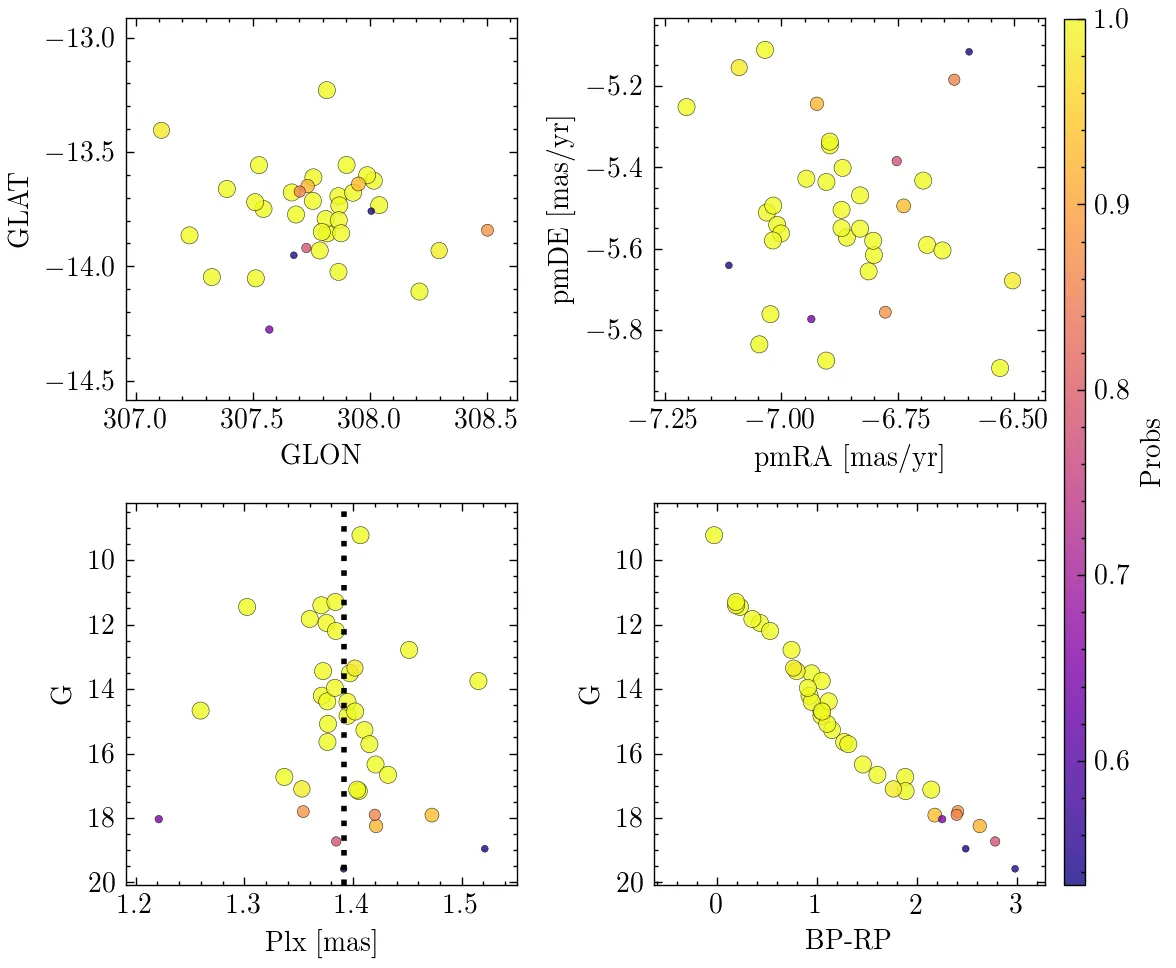 −13.0
−13.5
−14.0
−14.5
GLAT
307.0 307.5 308.0 308.5
GLON
−5.2
−5.4
−5.6
−5.8
pmDE [mas/yr]
−7.25 −7.00 −6.75 −6.50
pmRA [mas/yr]
1.0
0.9
0.8
0.7
0.6
Probs
10
12
14
16
18
20
G
1.2 1.3 1.4 1.5
Plx [mas]
10
12
14
16
18
20
G
0 1 2 3
BP-RP